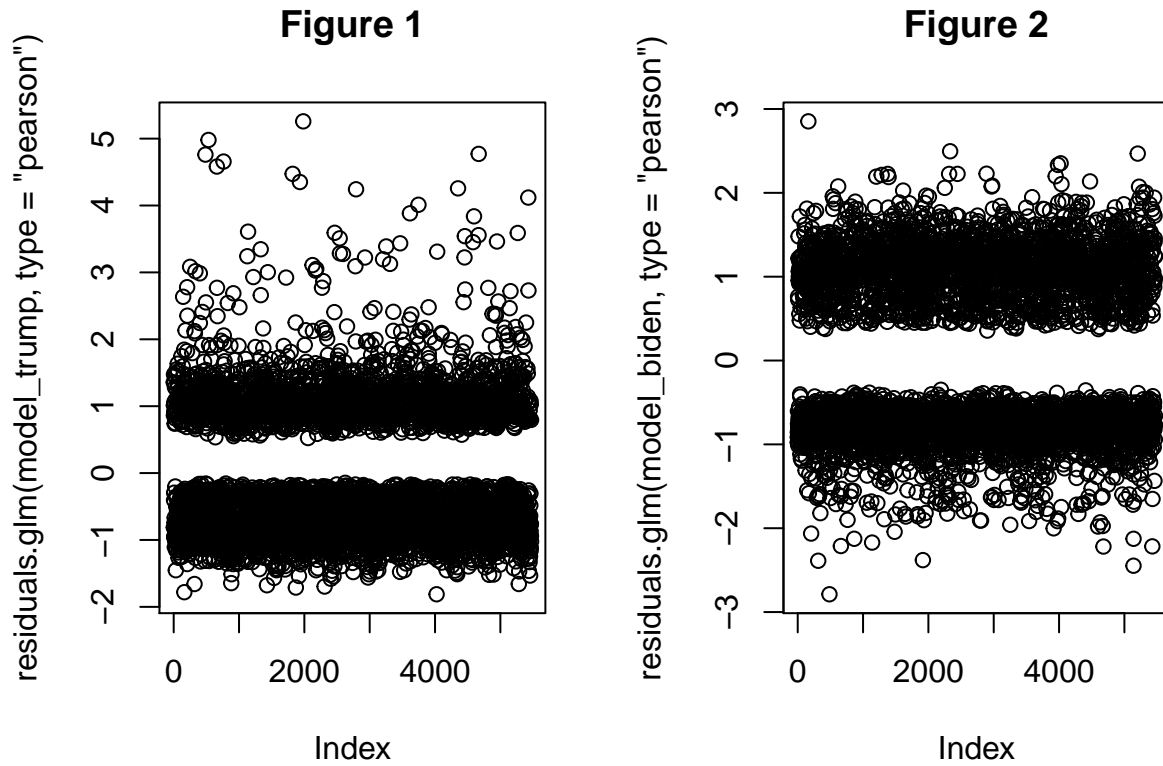 Figure 1
residuals.glm(model_trump, type = "pearson")
5
4
3
2
1
0
−1
−2
0 2000 4000
Index
Figure 2
residuals.glm(model_biden, type = "pearson")
3
2
1
0
−1
−2
−3
0 2000 4000
Index